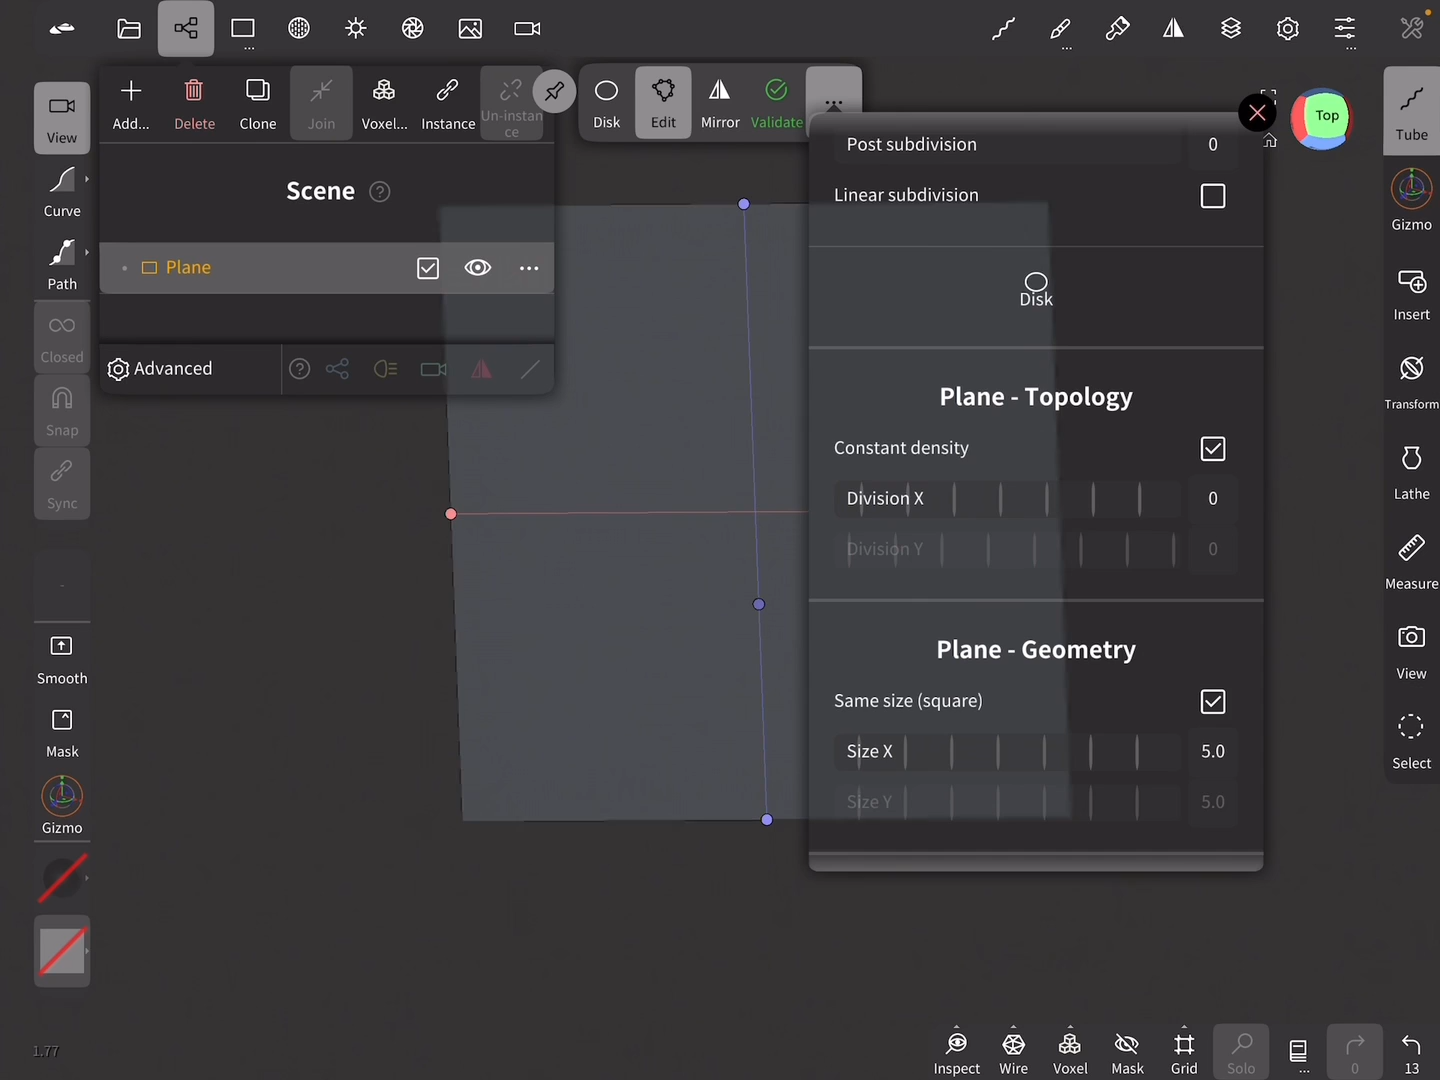 Add...
Delete
Clone
Join
Voxel...
Instance
Un-instan
ce
Disk
Edit
Mirror
Validate
...
Top
View
Curve
Path
Closed
Snap
Sync
-
Smooth
Mask
Gizmo
Scene ?
Plane
...
Advanced
?
Post subdivision 0
Linear subdivision
Disk
Plane - Topology
Constant density
Division X 0
Division Y 0
Plane - Geometry
Same size (square)
Size X 5.0
Size Y 5.0
Tube
Gizmo
Insert
Transform
Lathe
Measure
View
Select
1.77
Inspect
Wire
Voxel
Mask
Grid
Solo
...
0
13